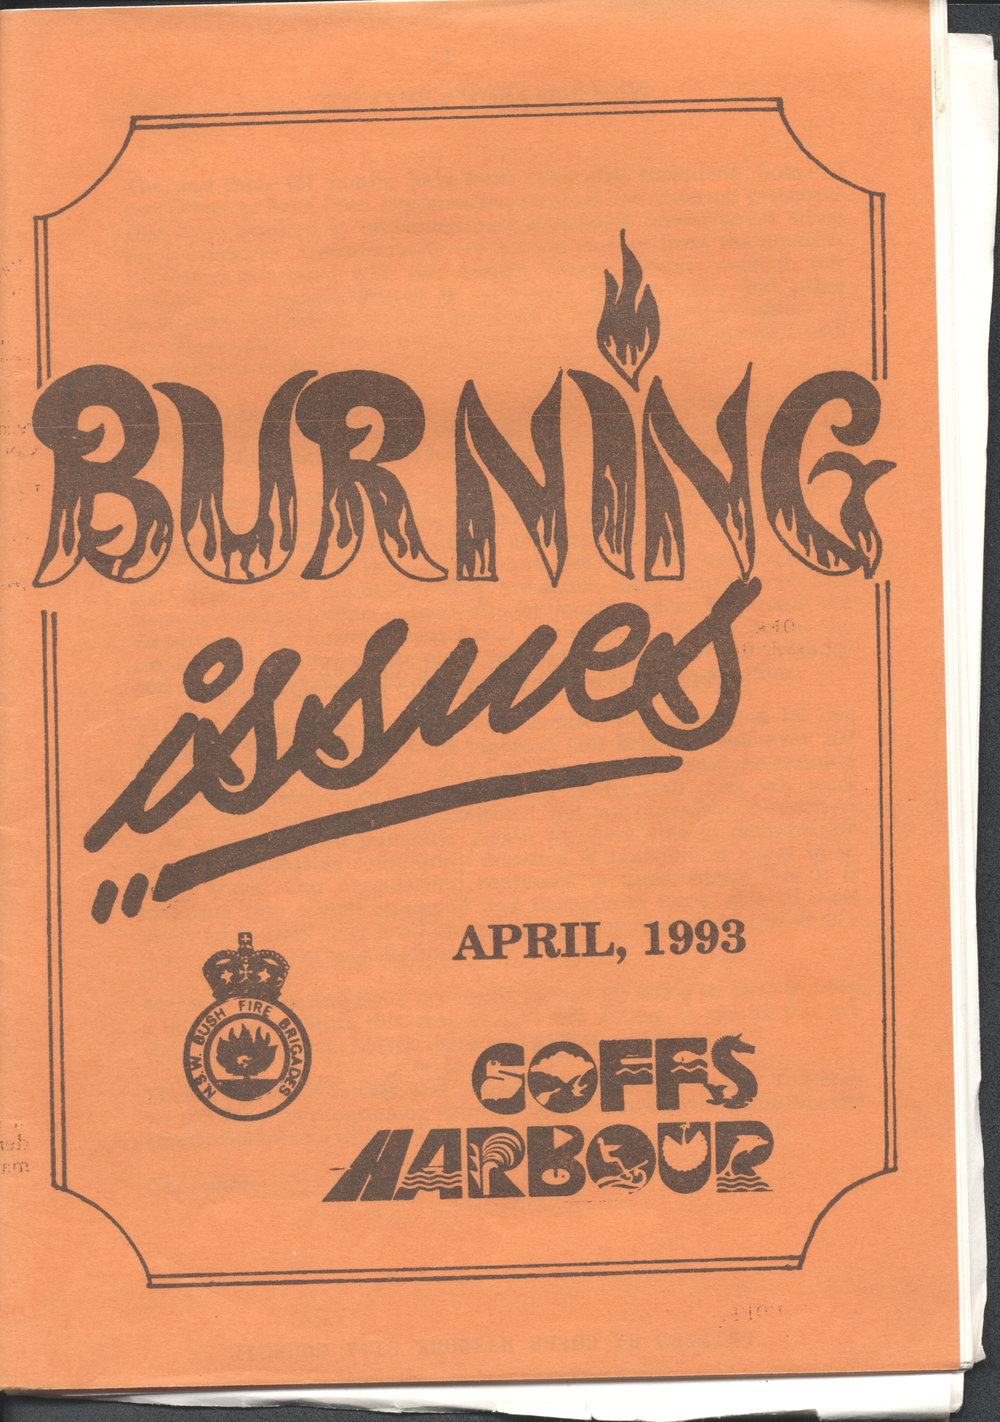 BURNING
issues
APRIL, 1993
N.S.W. BUSH FIRE BRIGADES
COFFS
HARBOUR